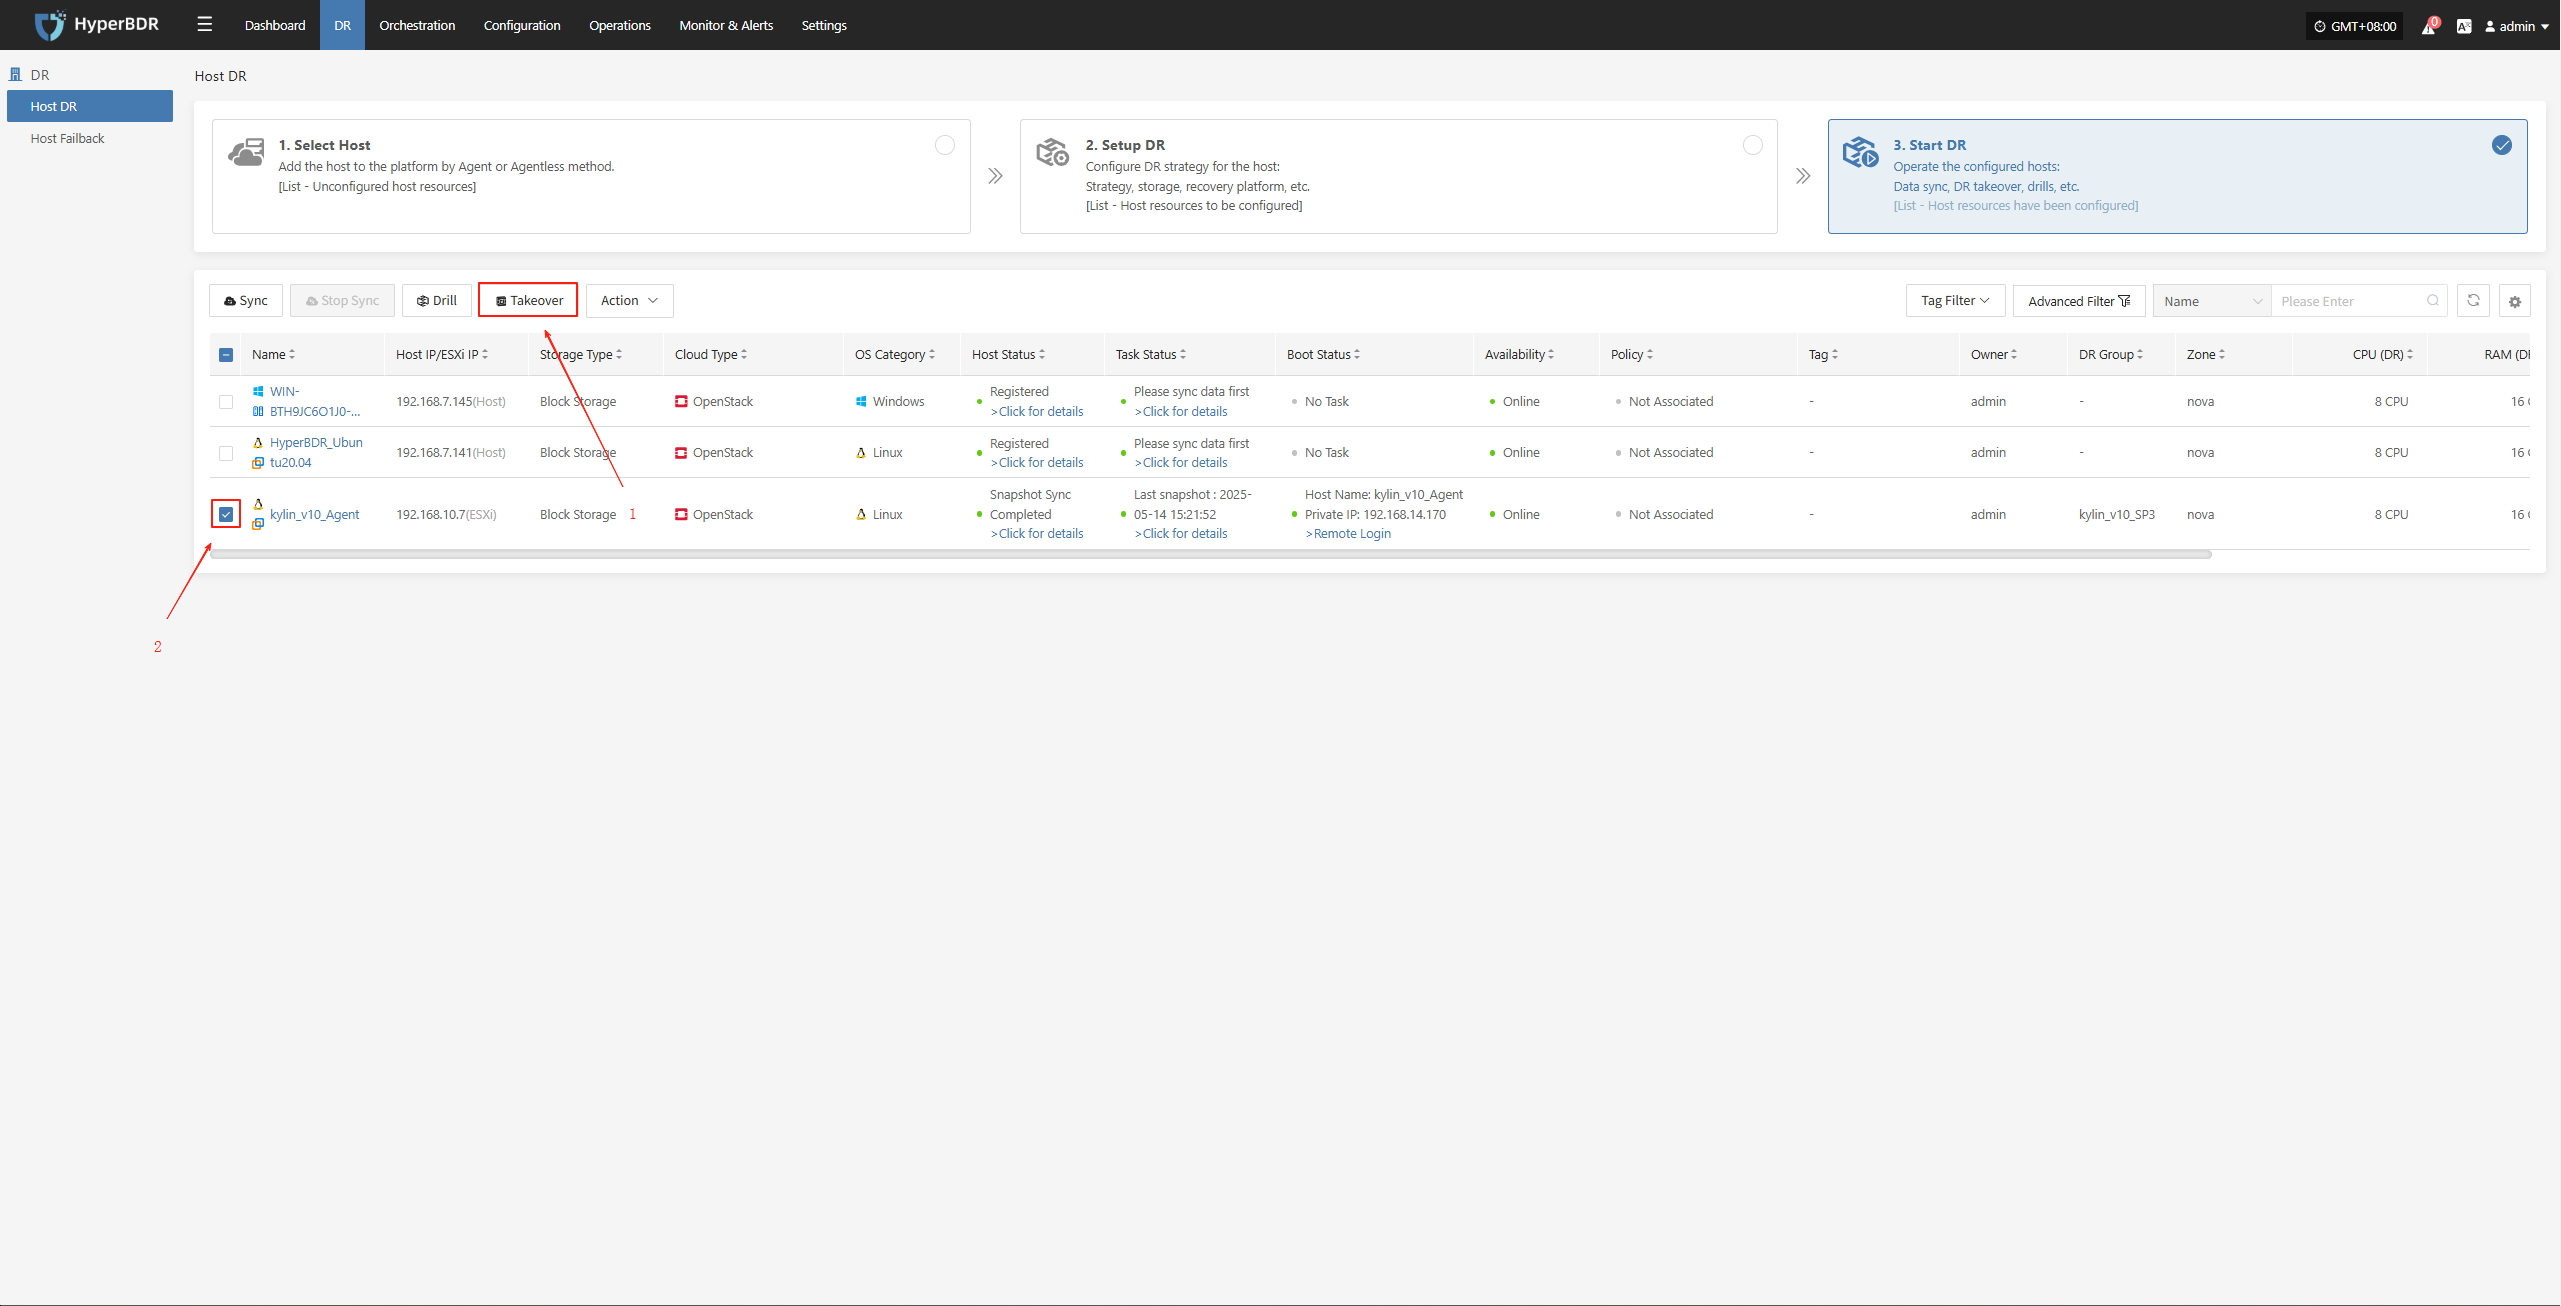 HyperBDR
Dashboard
DR
Orchestration
Configuration
Operations
Monitor & Alerts
Settings
GMT+08:00
0
admin
DR
Host DR
Host Failback
Host DR
1. Select Host
Add the host to the platform by Agent or Agentless method.
[List - Unconfigured host resources]
2. Setup DR
Configure DR strategy for the host:
Strategy, storage, recovery platform, etc.
[List - Host resources to be configured]
3. Start DR
Operate the configured hosts:
Data sync, DR takeover, drills, etc.
[List - Host resources have been configured]
Sync
Stop Sync
Drill
Takeover
Action
Tag Filter
Advanced Filter
Name
Please Enter
Name
Host IP/ESXi IP
Storage Type
Cloud Type
OS Category
Host Status
Task Status
Boot Status
Availability
Policy
Tag
Owner
DR Group
Zone
CPU (DR)
RAM (DI
WIN-
BTH9JC6O1J0-...
192.168.7.145(Host)
Block Storage
OpenStack
Windows
Registered
>Click for details
Please sync data first
>Click for details
No Task
Online
Not Associated
-
admin
-
nova
8 CPU
16
HyperBDR_Ubun
tu20.04
192.168.7.141(Host)
Block Storage
OpenStack
Linux
Registered
>Click for details
Please sync data first
>Click for details
No Task
Online
Not Associated
-
admin
-
nova
8 CPU
16
kylin_v10_Agent
192.168.10.7(ESXi)
Block Storage
1
OpenStack
Linux
Snapshot Sync
Completed
>Click for details
Last snapshot : 2025-
05-14 15:21:52
>Click for details
Host Name: kylin_v10_Agent
Private IP: 192.168.14.170
>Remote Login
Online
Not Associated
-
admin
kylin_v10_SP3
nova
8 CPU
16
2